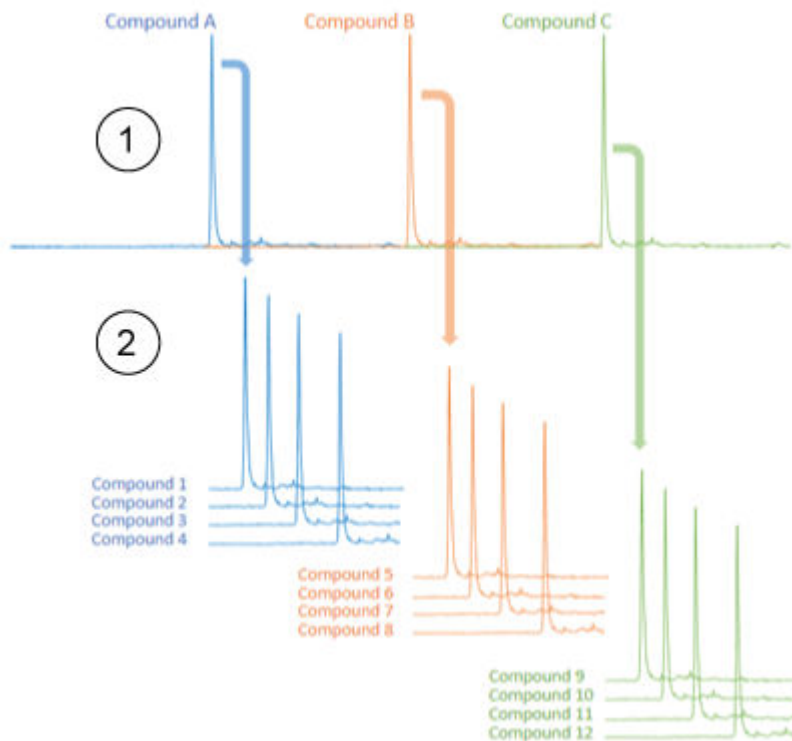 Compound A
Compound B
Compound C
1
2
Compound 1
Compound 2
Compound 3
Compound 4
Compound 5
Compound 6
Compound 7
Compound 8
Compound 9
Compound 10
Compound 11
Compound 12